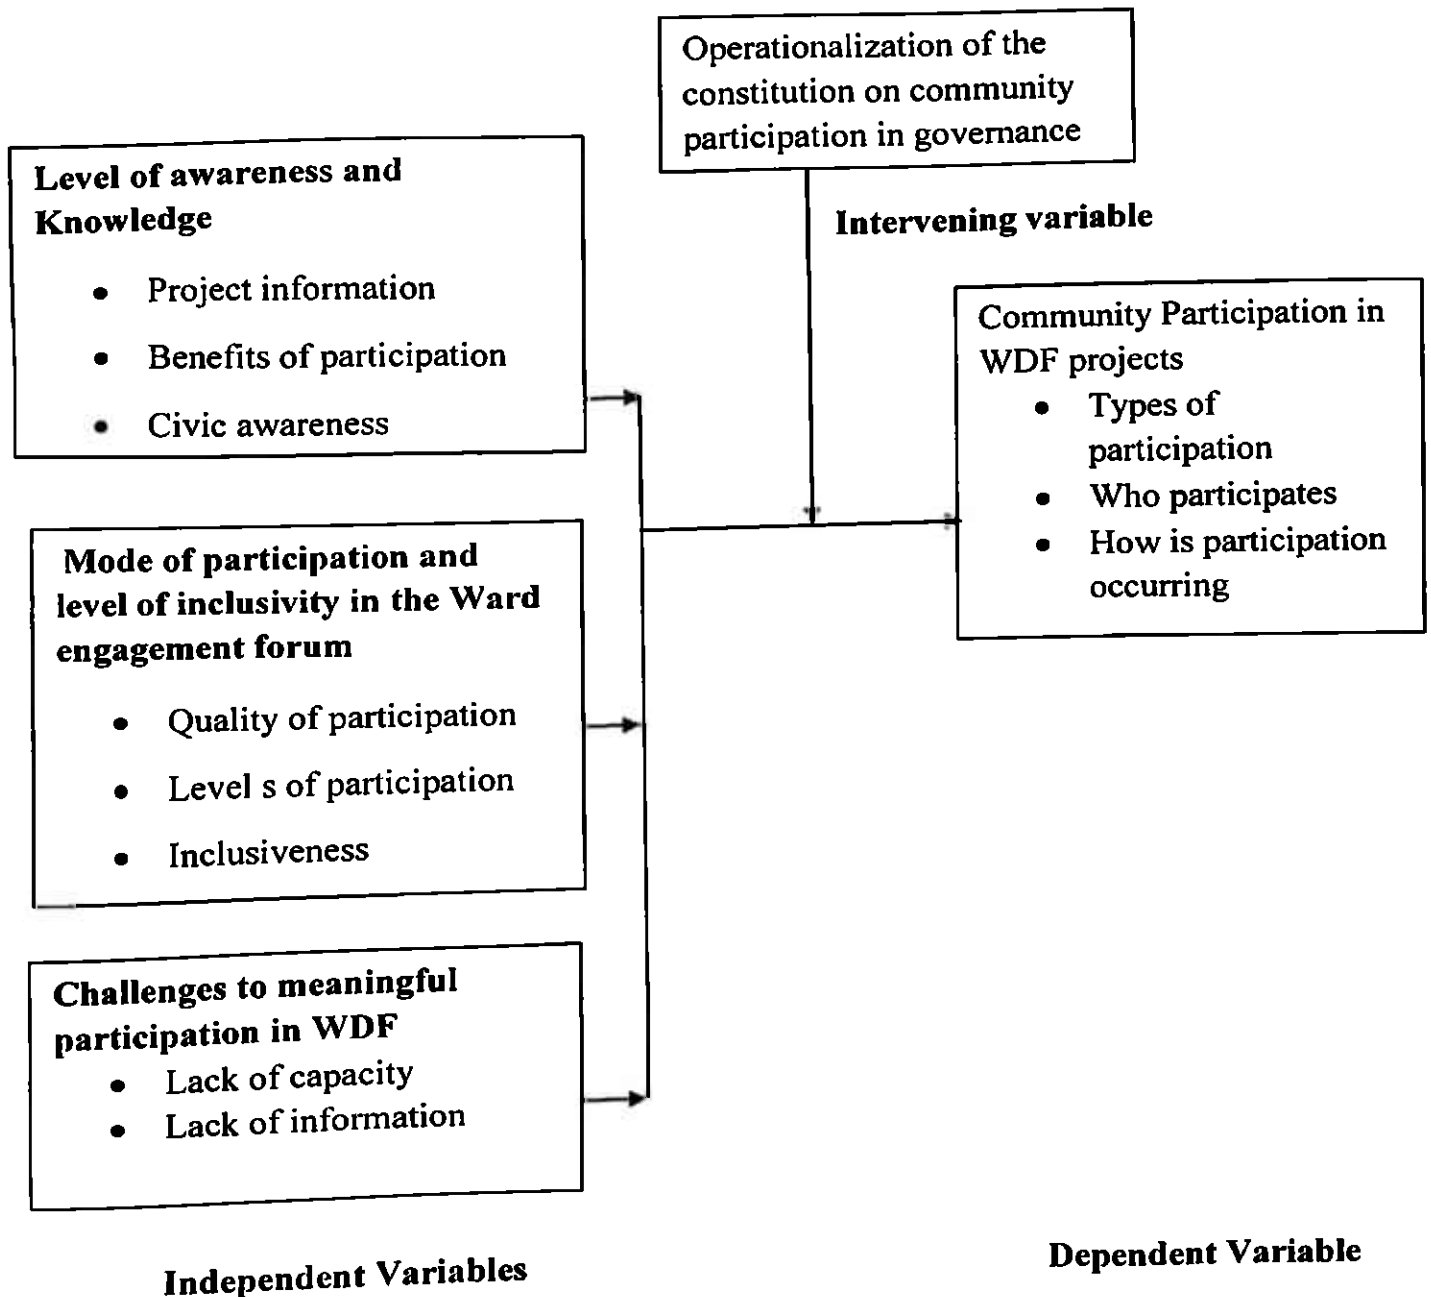 Operationalization of the
constitution on community
participation in governance
Level of awareness and
Knowledge
• Project information
• Benefits of participation
• Civic awareness
Intervening variable
Community Participation in
WDF projects
• Types of
participation
• Who participates
• How is participation
occurring
Mode of participation and
level of inclusivity in the Ward
engagement forum
• Quality of participation
• Level s of participation
• Inclusiveness
Challenges to meaningful
participation in WDF
• Lack of capacity
• Lack of information
Independent Variables
Dependent Variable